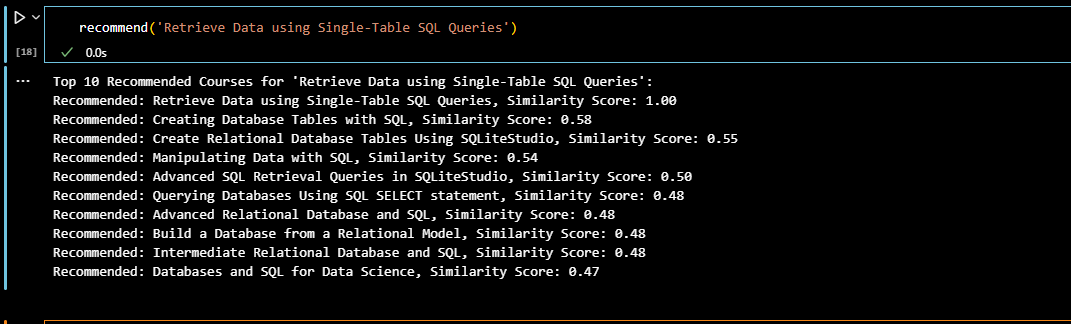 recommend('Retrieve Data using Single-Table SQL Queries')
[18] 0.0s
... Top 10 Recommended Courses for 'Retrieve Data using Single-Table SQL Queries':
Recommended: Retrieve Data using Single-Table SQL Queries, Similarity Score: 1.00
Recommended: Creating Database Tables with SQL, Similarity Score: 0.58
Recommended: Create Relational Database Tables Using SQLiteStudio, Similarity Score: 0.55
Recommended: Manipulating Data with SQL, Similarity Score: 0.54
Recommended: Advanced SQL Retrieval Queries in SQLiteStudio, Similarity Score: 0.50
Recommended: Querying Databases Using SQL SELECT statement, Similarity Score: 0.48
Recommended: Advanced Relational Database and SQL, Similarity Score: 0.48
Recommended: Build a Database from a Relational Model, Similarity Score: 0.48
Recommended: Intermediate Relational Database and SQL, Similarity Score: 0.48
Recommended: Databases and SQL for Data Science, Similarity Score: 0.47